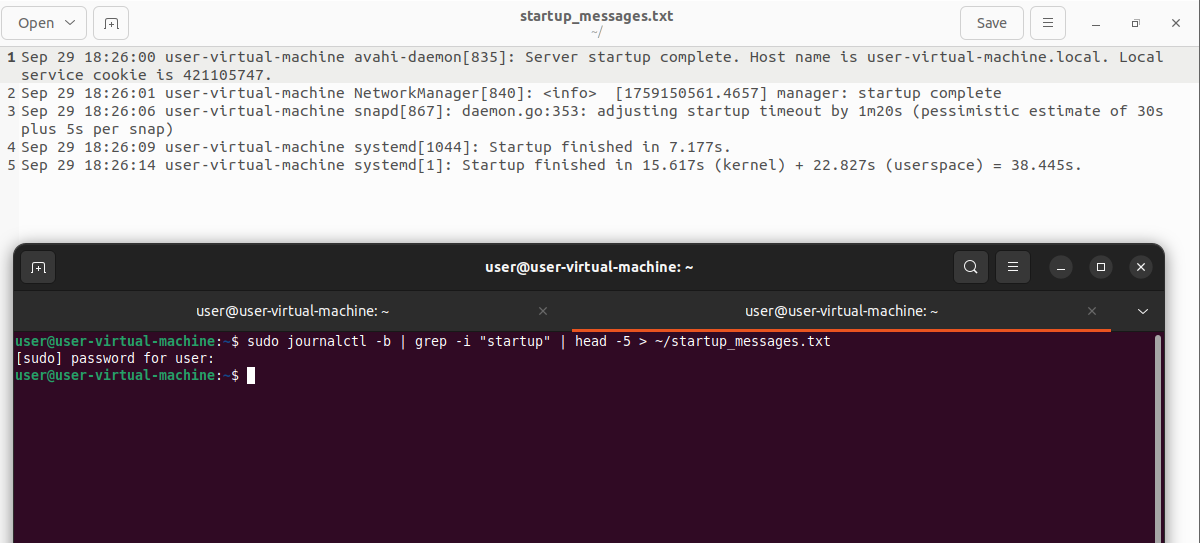 Open
startup_messages.txt
~/
Save
1 Sep 29 18:26:00 user-virtual-machine avahi-daemon[835]: Server startup complete. Host name is user-virtual-machine.local. Local
service cookie is 421105747.
2 Sep 29 18:26:01 user-virtual-machine NetworkManager[840]: <info>  [1759150561.4657] manager: startup complete
3 Sep 29 18:26:06 user-virtual-machine snapd[867]: daemon.go:353: adjusting startup timeout by 1m20s (pessimistic estimate of 30s
plus 5s per snap)
4 Sep 29 18:26:09 user-virtual-machine systemd[1044]: Startup finished in 7.177s.
5 Sep 29 18:26:14 user-virtual-machine systemd[1]: Startup finished in 15.617s (kernel) + 22.827s (userspace) = 38.445s.
user@user-virtual-machine: ~
user@user-virtual-machine: ~
user@user-virtual-machine: ~
user@user-virtual-machine:~$ sudo journalctl -b | grep -i "startup" | head -5 > ~/startup_messages.txt
[sudo] password for user:
user@user-virtual-machine:~$